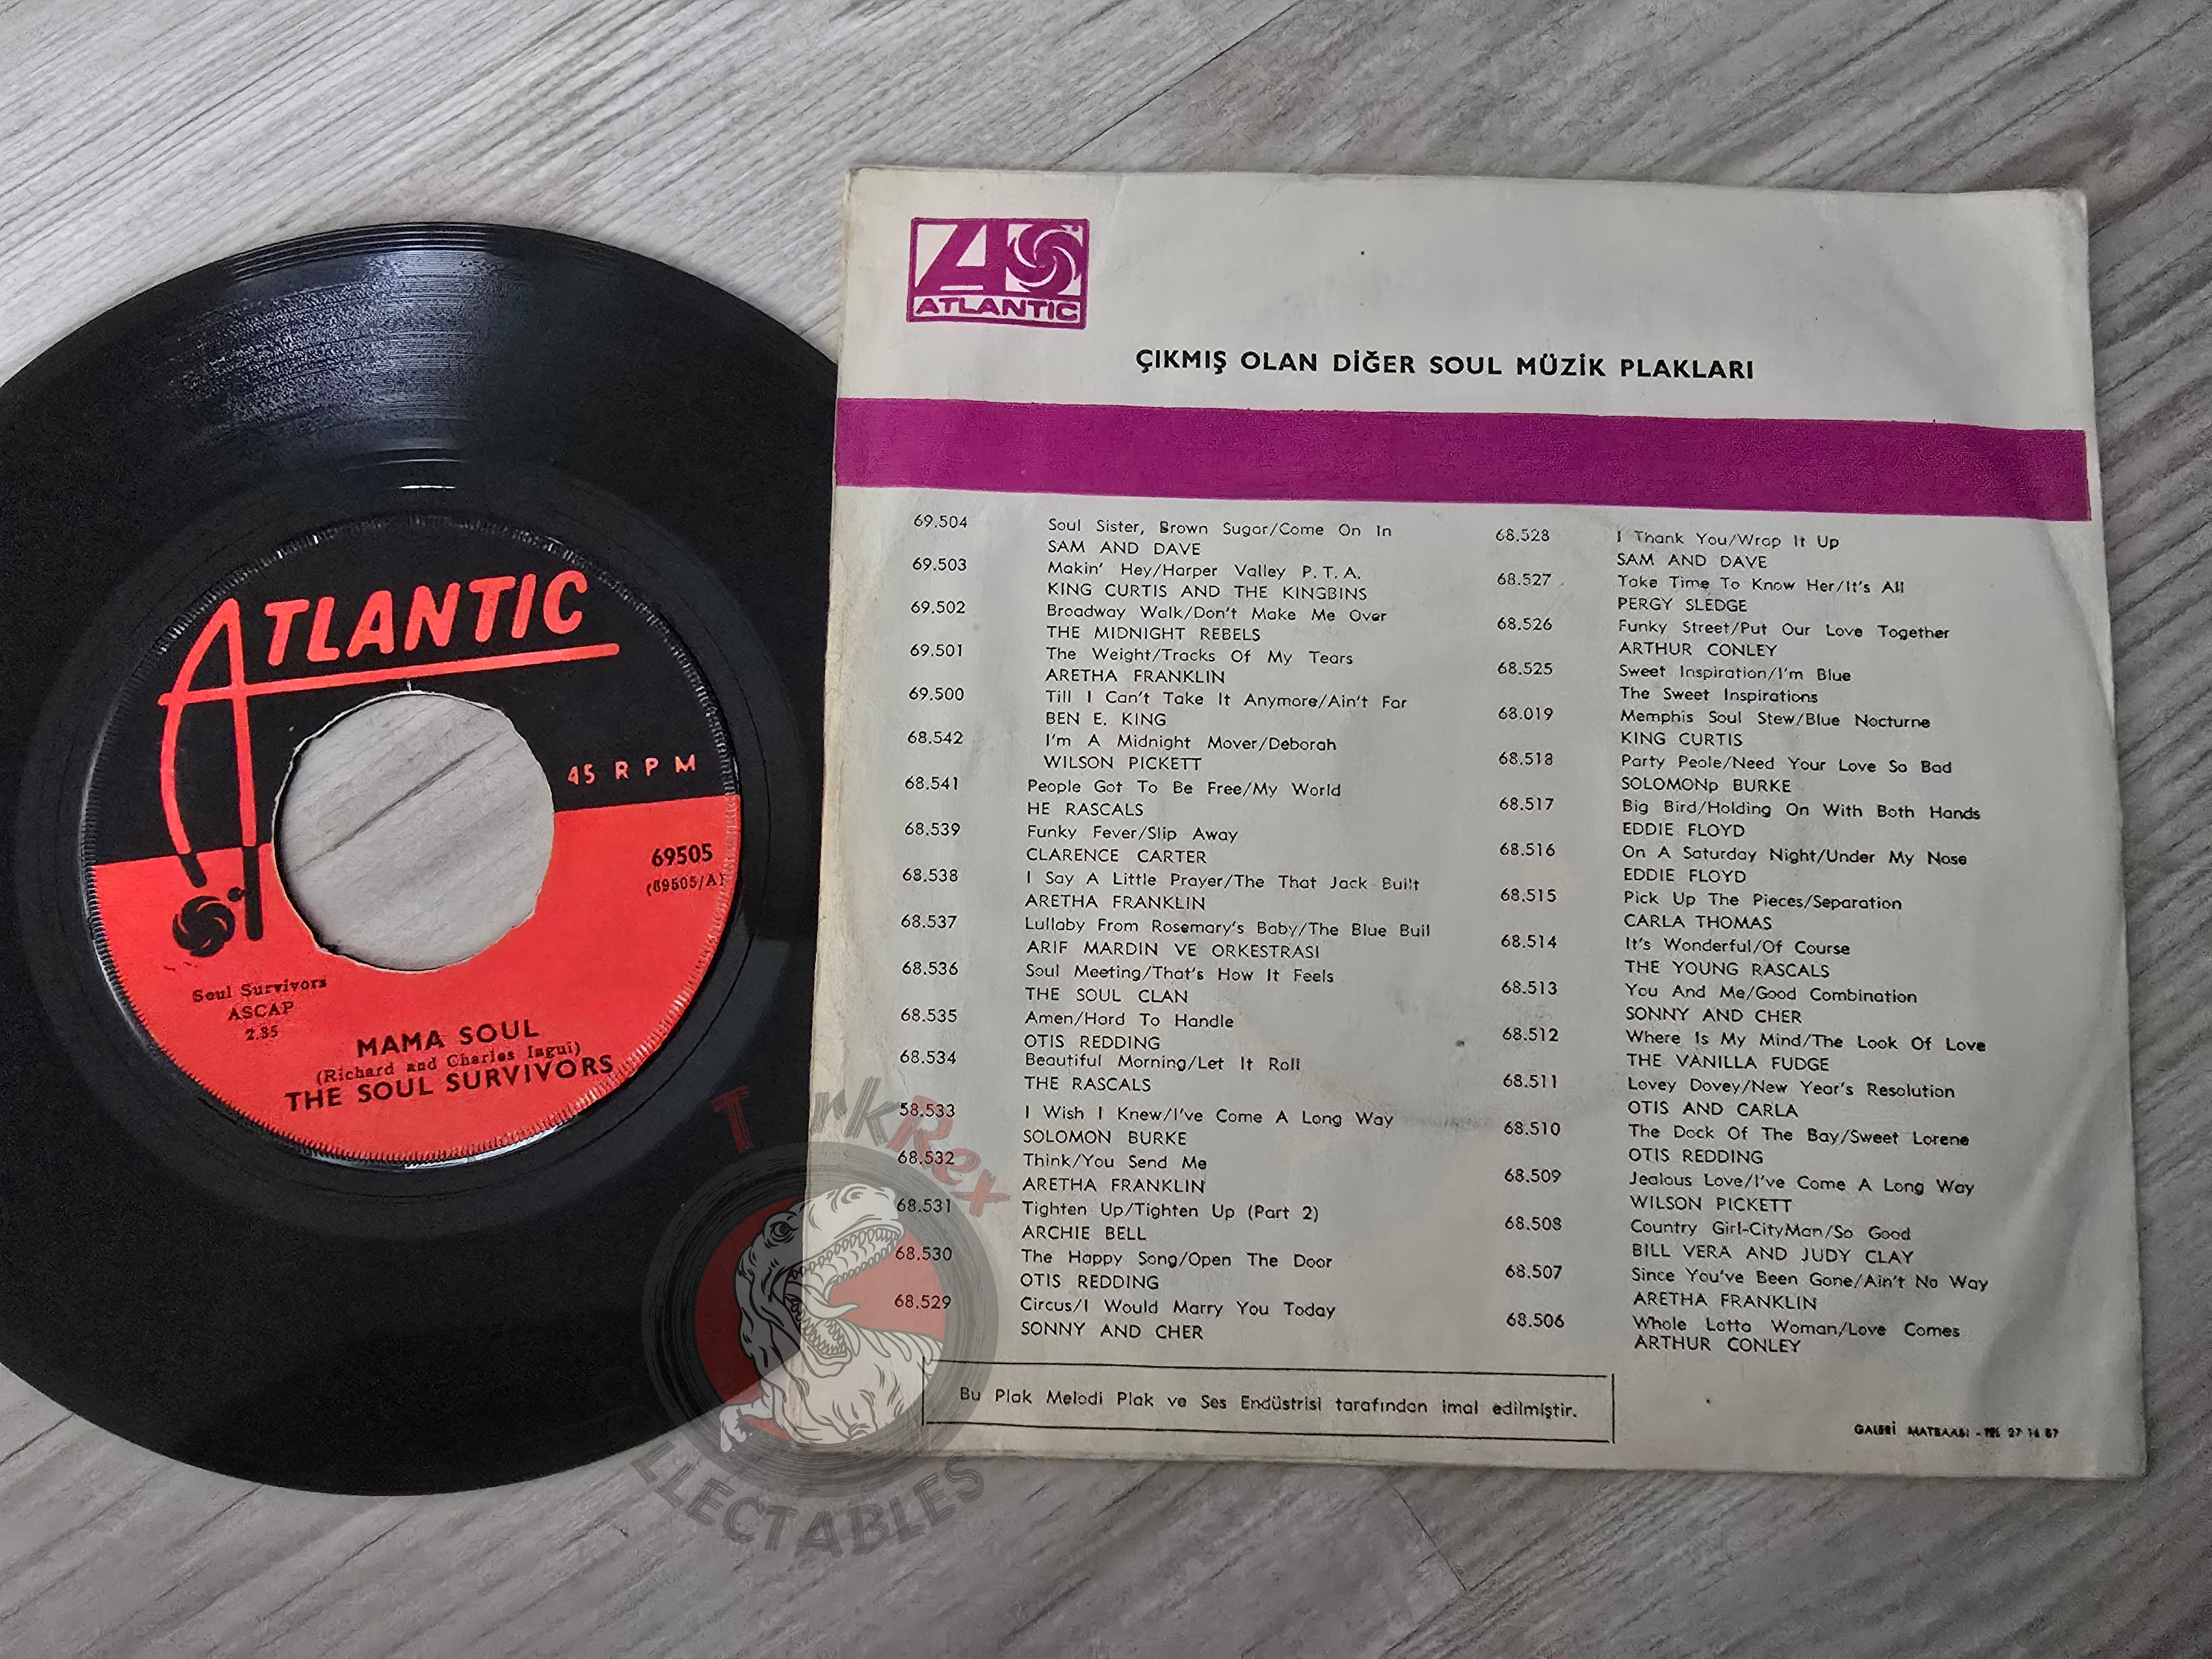 ATLANTIC
45 RPM
69505
(69505/A)
Soul Survivors
ASCAP
2.35
MAMA SOUL
(Richard and Charles Ingui)
THE SOUL SURVIVORS
ATLANTIC
ÇIKMIŞ OLAN DİĞER SOUL MÜZİK PLAKLARI
69.504 Soul Sister, Brown Sugar/Come On In
SAM AND DAVE
69.503 Makin' Hey/Harper Valley P.T.A.
KING CURTIS AND THE KINGBINS
69.502 Broadway Walk/Don't Make Me Over
THE MIDNIGHT REBELS
69.501 The Weight/Tracks Of My Tears
ARETHA FRANKLIN
69.500 Till I Can't Take It Anymore/Ain't Far
BEN E. KING
68.542 I'm A Midnight Mover/Deborah
WILSON PICKETT
68.541 People Got To Be Free/My World
HE RASCALS
68.539 Funky Fever/Slip Away
CLARENCE CARTER
68.538 I Say A Little Prayer/The That Jack Built
ARETHA FRANKLIN
68.537 Lullaby From Rosemary's Baby/The Blue Buil
ARIF MARDIN VE ORKESTRASI
68.536 Soul Meeting/That's How It Feels
THE SOUL CLAN
68.535 Amen/Hard To Handle
OTIS REDDING
68.534 Beautiful Morning/Let It Roll
THE RASCALS
58.533 I Wish I Knew/I've Come A Long Way
SOLOMON BURKE
68.532 Think/You Send Me
ARETHA FRANKLIN
68.531 Tighten Up/Tighten Up (Part 2)
ARCHIE BELL
68.530 The Happy Song/Open The Door
OTIS REDDING
68.529 Circus/I Would Marry You Today
SONNY AND CHER
68.528 I Thank You/Wrap It Up
SAM AND DAVE
68.527 Take Time To Know Her/It's All
PERGY SLEDGE
68.526 Funky Street/Put Our Love Together
ARTHUR CONLEY
68.525 Sweet Inspiration/I'm Blue
The Sweet Inspirations
68.019 Memphis Soul Stew/Blue Nocturne
KING CURTIS
68.518 Party Peole/Need Your Love So Bad
SOLOMONp BURKE
68.517 Big Bird/Holding On With Both Hands
EDDIE FLOYD
68.516 On A Saturday Night/Under My Nose
EDDIE FLOYD
68.515 Pick Up The Pieces/Separation
CARLA THOMAS
68.514 It's Wonderful/Of Course
THE YOUNG RASCALS
68.513 You And Me/Good Combination
SONNY AND CHER
68.512 Where Is My Mind/The Look Of Love
THE VANILLA FUDGE
68.511 Lovey Dovey/New Year's Resolution
OTIS AND CARLA
68.510 The Dock Of The Bay/Sweet Lorene
OTIS REDDING
68.509 Jealous Love/I've Come A Long Way
WILSON PICKETT
68.508 Country Girl-CityMan/So Good
BILL VERA AND JUDY CLAY
68.507 Since You've Been Gone/Ain't No Way
ARETHA FRANKLIN
68.506 Whole Lotta Woman/Love Comes
ARTHUR CONLEY
Bu Plak Melodi Plak ve Ses Endüstrisi tarafından imal edilmiştir.
GALERİ MATBAASI - TEL 27 14 67
TurkRex
LLECTABLES